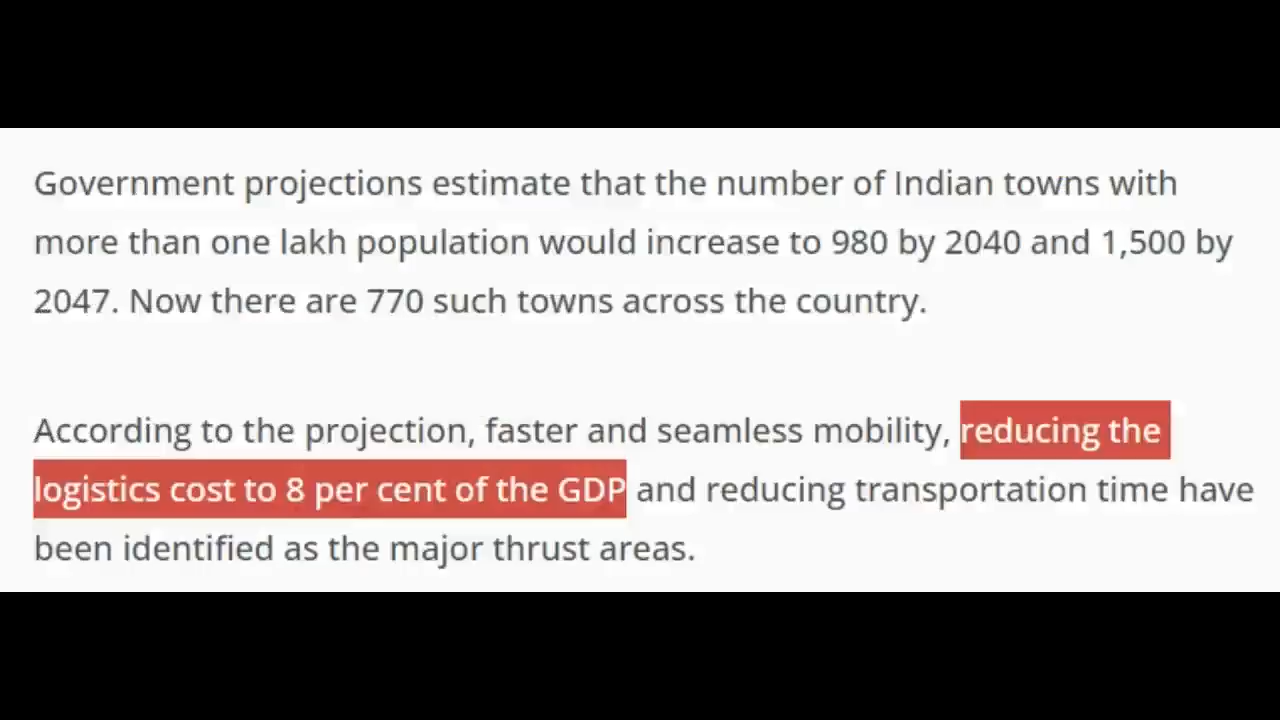 Government projections estimate that the number of Indian towns with
more than one lakh population would increase to 980 by 2040 and 1,500 by
2047. Now there are 770 such towns across the country.
According to the projection, faster and seamless mobility, reducing the
logistics cost to 8 per cent of the GDP and reducing transportation time have
been identified as the major thrust areas.